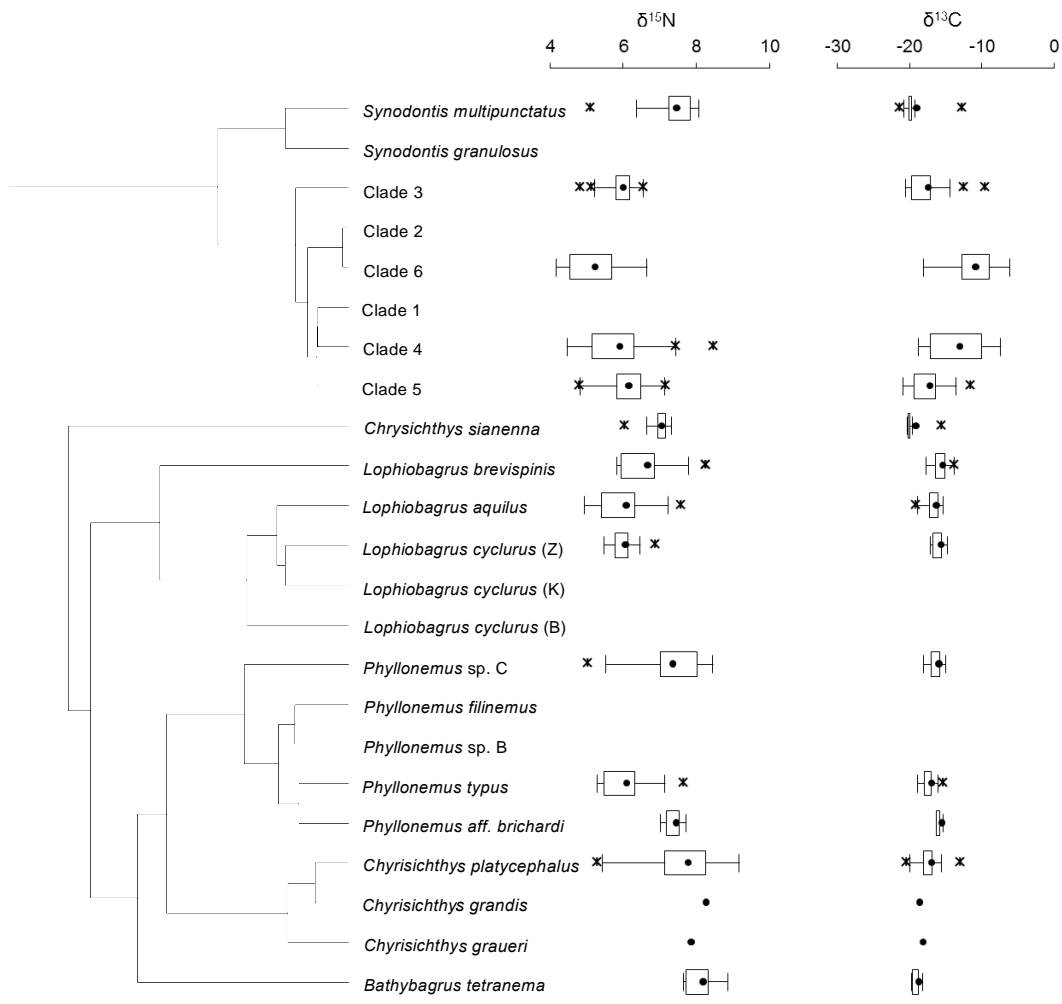 δ¹⁵N δ¹³C
4 6 8 10 -30 -20 -10 0
Synodontis multipunctatus
Synodontis granulosus
Clade 3
Clade 2
Clade 6
Clade 1
Clade 4
Clade 5
Chrysichthys sianenna
Lophiobagrus brevispinis
Lophiobagrus aquilus
Lophiobagrus cyclurus (Z)
Lophiobagrus cyclurus (K)
Lophiobagrus cyclurus (B)
Phyllonemus sp. C
Phyllonemus filinemus
Phyllonemus sp. B
Phyllonemus typus
Phyllonemus aff. brichardi
Chyrisichthys platycephalus
Chyrisichthys grandis
Chyrisichthys graueri
Bathybagrus tetranema